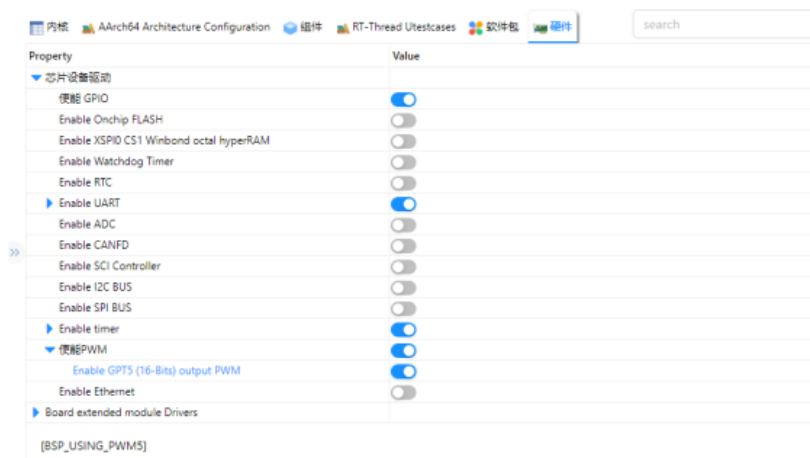 内核 AArch64 Architecture Configuration 组件 RT-Thread Utestcases 软件包 硬件 search
Property Value
芯片设备驱动
使能 GPIO
Enable Onchip FLASH
Enable XSPI0 CS1 Winbond octal hyperRAM
Enable Watchdog Timer
Enable RTC
Enable UART
Enable ADC
Enable CANFD
Enable SCI Controller
Enable I2C BUS
Enable SPI BUS
Enable timer
使能PWM
Enable GPT5 (16-Bits) output PWM
Enable Ethernet
Board extended module Drivers
[BSP_USING_PWM5]